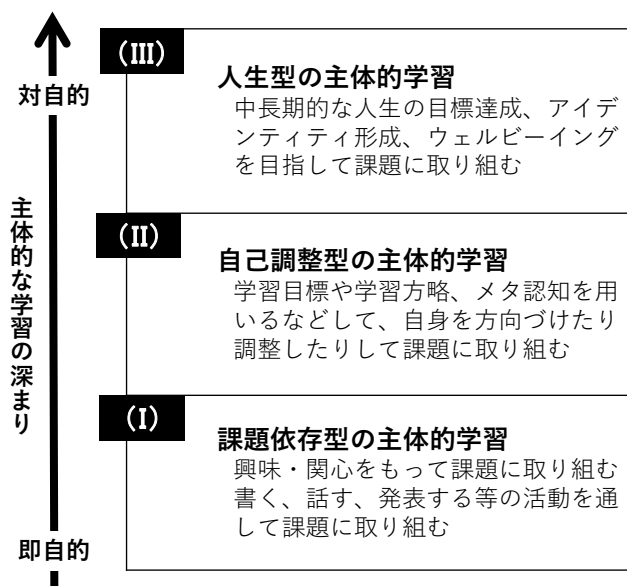 対自的
主体的な学習の深まり
即自的
(III)
人生型の主体的学習
中長期的な人生の目標達成、アイデ
ンティティ形成、ウェルビーイング
を目指して課題に取り組む
(II)
自己調整型の主体的学習
学習目標や学習方略、メタ認知を用
いるなどして、自身を方向づけたり
調整したりして課題に取り組む
(I)
課題依存型の主体的学習
興味・関心をもって課題に取り組む
書く、話す、発表する等の活動を通
して課題に取り組む